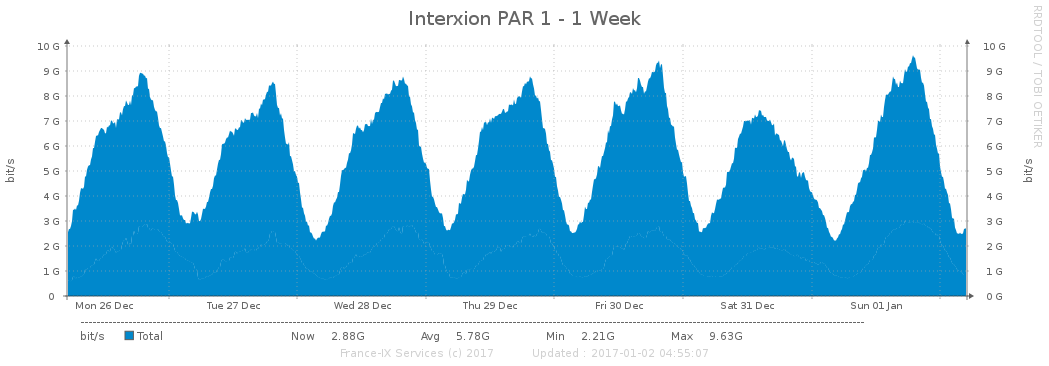 Interxion PAR 1 - 1 Week
RRDTOOL / TOBI OETIKER
10 G 10 G
9 G 9 G
8 G 8 G
7 G 7 G
6 G 6 G
5 G 5 G
4 G 4 G
3 G 3 G
2 G 2 G
1 G 1 G
0 0 G
bit/s
bit/s
Mon 26 Dec Tue 27 Dec Wed 28 Dec Thu 29 Dec Fri 30 Dec Sat 31 Dec Sun 01 Jan
bit/s Total Now 2.88G Avg 5.78G Min 2.21G Max 9.63G
France-IX Services (c) 2017 Updated : 2017-01-02 04:55:07